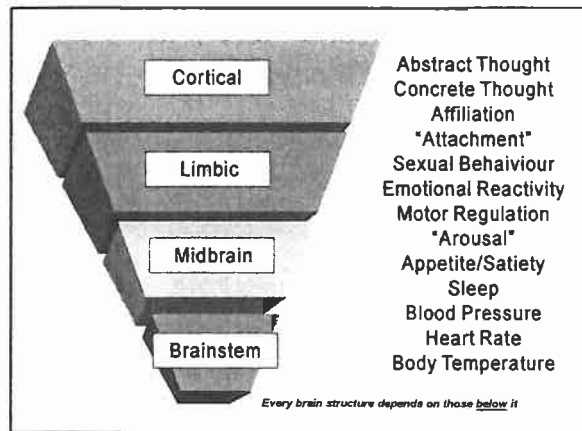 Cortical
Limbic
Midbrain
Brainstem
Abstract Thought
Concrete Thought
Affiliation
"Attachment"
Sexual Behaiviour
Emotional Reactivity
Motor Regulation
"Arousal"
Appetite/Satiety
Sleep
Blood Pressure
Heart Rate
Body Temperature
Every brain structure depends on those below it